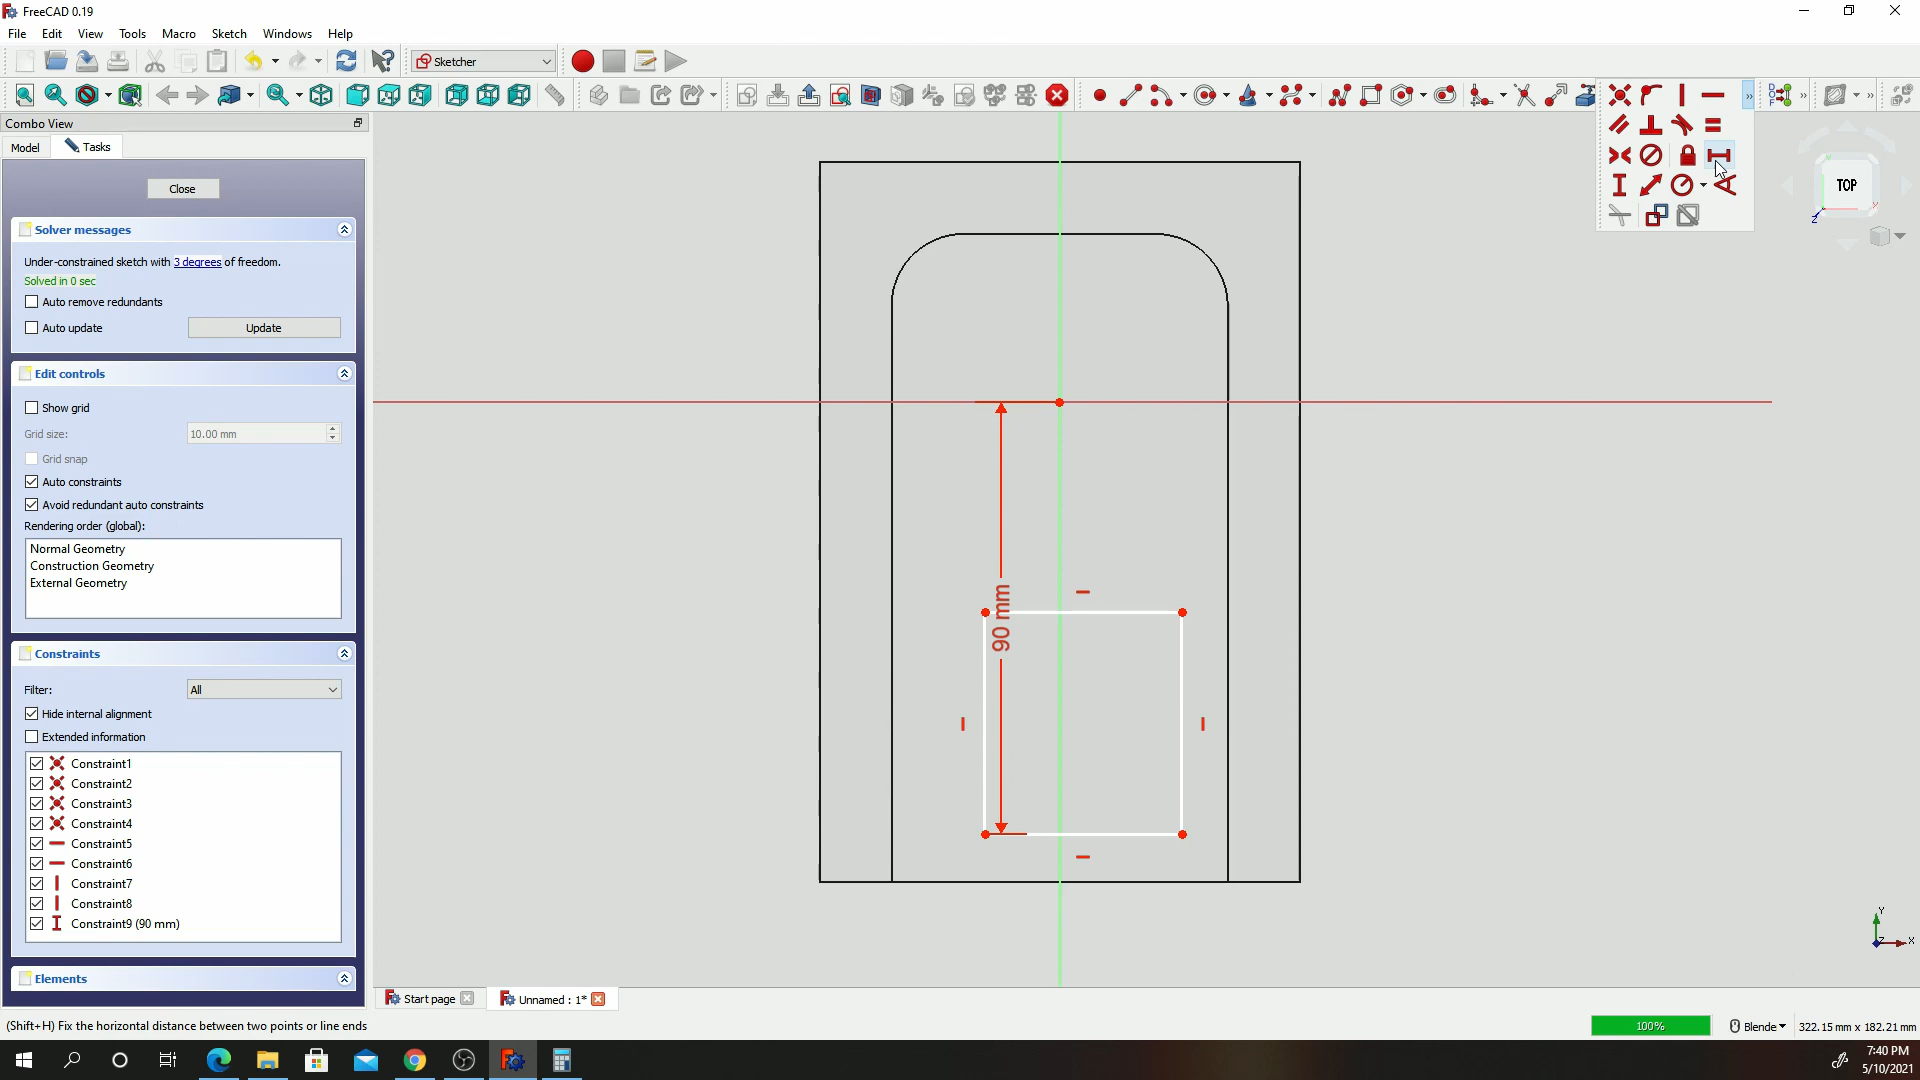 FreeCAD 0.19
File Edit View Tools Macro Sketch Windows Help
Sketcher
Combo View
Model Tasks
Close
Solver messages
Under-constrained sketch with 3 degrees of freedom.
Solved in 0 sec
Auto remove redundants
Auto update Update
Edit controls
Show grid
Grid size: 10.00 mm
Grid snap
Auto constraints
Avoid redundant auto constraints
Rendering order (global):
Normal Geometry
Construction Geometry
External Geometry
Constraints
Filter: All
Hide internal alignment
Extended information
Constraint1
Constraint2
Constraint3
Constraint4
Constraint5
Constraint6
Constraint7
Constraint8
Constraint9 (90 mm)
Elements
90 mm
TOP
Y
X
Z
Start page Unnamed : 1*
(Shift+H) Fix the horizontal distance between two points or line ends
100% Blende 322.15 mm x 182.21 mm
7:40 PM
5/10/2021